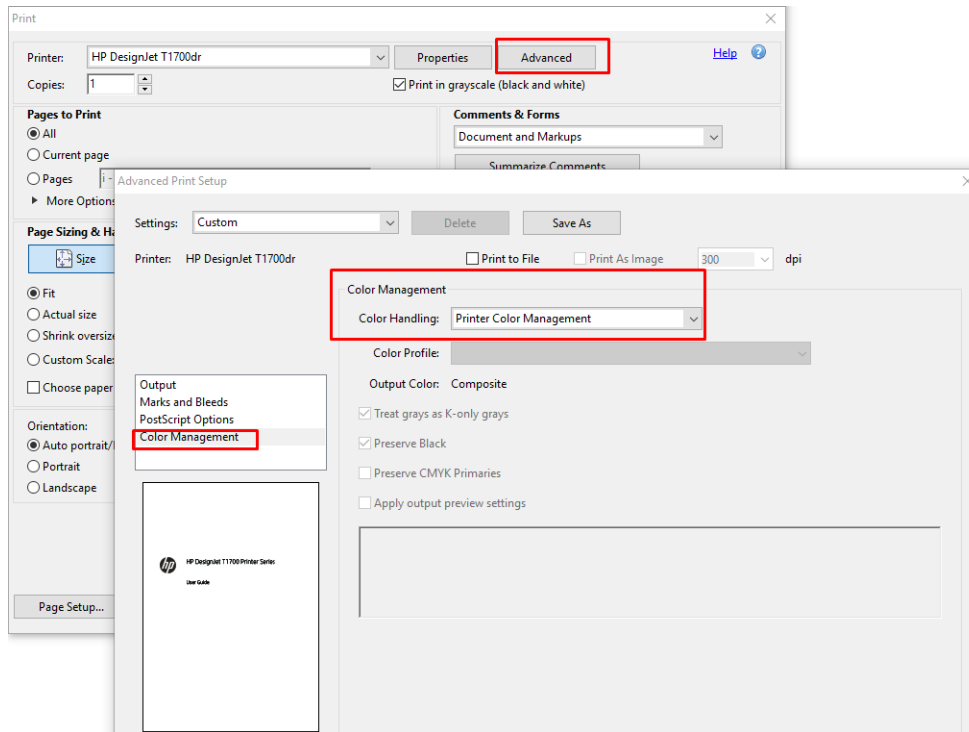 Print
Printer: HP DesignJet T1700dr Properties Advanced Help ?
Copies: 1 Print in grayscale (black and white)
Pages to Print
All
Current page
Pages i -
More Options
Comments & Forms
Document and Markups
Summarize Comments
Page Sizing & Ha
Size
Fit
Actual size
Shrink oversize
Custom Scale:
Choose paper
Orientation:
Auto portrait/l
Portrait
Landscape
Page Setup...
Advanced Print Setup
Settings: Custom Delete Save As
Printer: HP DesignJet T1700dr Print to File Print As Image 300 dpi
Output
Marks and Bleeds
PostScript Options
Color Management
Color Management
Color Handling: Printer Color Management
Color Profile:
Output Color: Composite
Treat grays as K-only grays
Preserve Black
Preserve CMYK Primaries
Apply output preview settings
hp
HP DesignJet T1700 Printer Series
User Guide